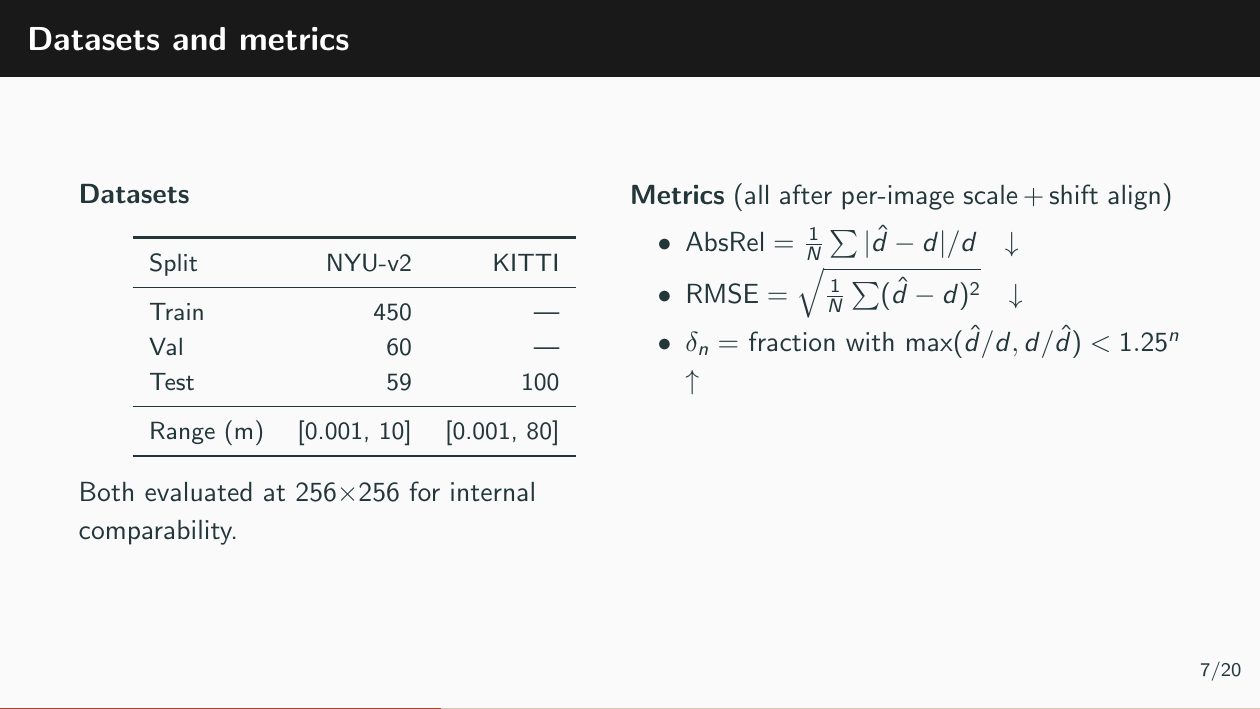 Datasets and metrics
Datasets
Split NYU-v2 KITTI
Train 450 —
Val 60 —
Test 59 100
Range (m) [0.001, 10] [0.001, 80]
Both evaluated at 256×256 for internal
comparability.
Metrics (all after per-image scale + shift align)
• AbsRel = 1/N ∑ |d̂ − d|/d ↓
• RMSE = √(1/N ∑(d̂ − d)²) ↓
• δₙ = fraction with max(d̂/d, d/d̂) < 1.25ⁿ
↑
7/20